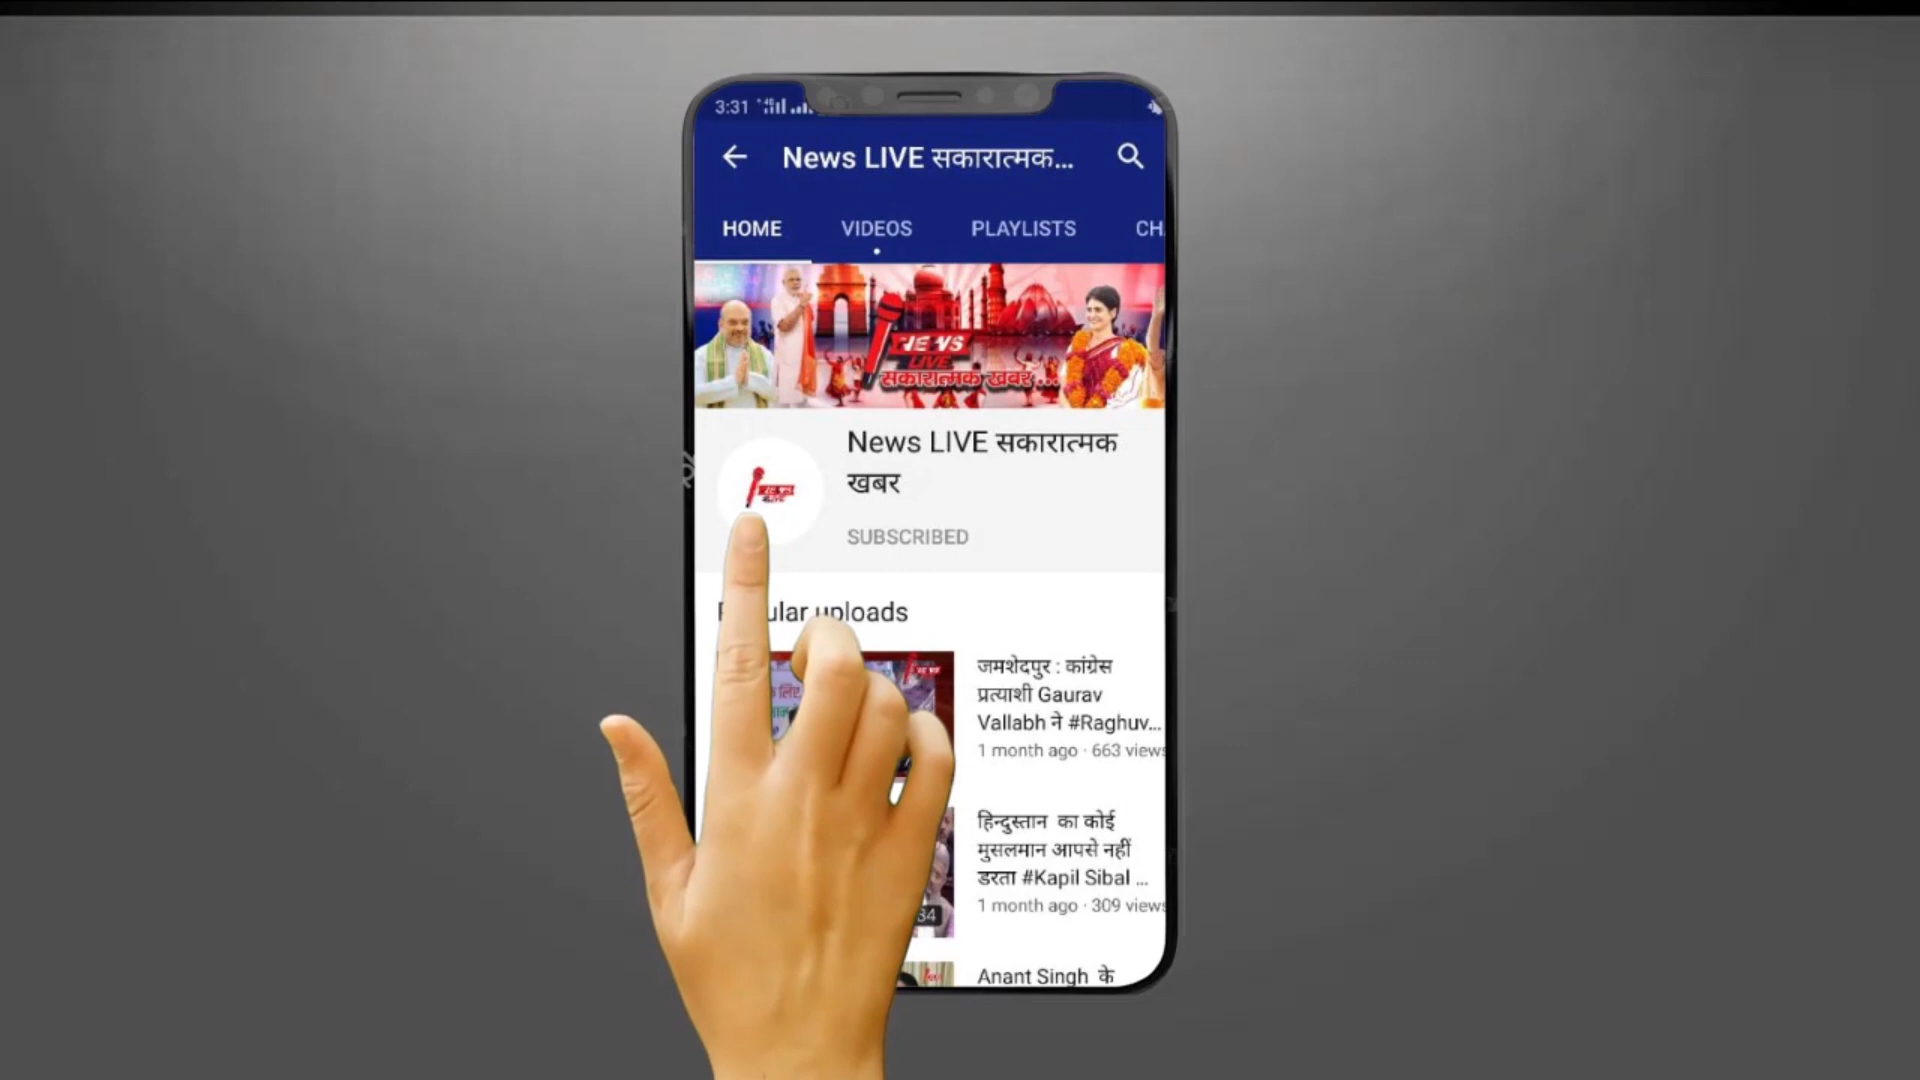 3:31
News LIVE सकारात्मक...
HOME VIDEOS PLAYLISTS CH
NEWS
LIVE
सकारात्मक खबर...
News LIVE सकारात्मक
खबर
SUBSCRIBED
ular uploads
जमशेदपुर : कांग्रेस
प्रत्याशी Gaurav
Vallabh ने #Raghuv...
1 month ago · 663 views
हिन्दुस्तान का कोई
मुसलमान आपसे नहीं
डरता #Kapil Sibal ...
1 month ago · 309 views
34
Anant Singh के